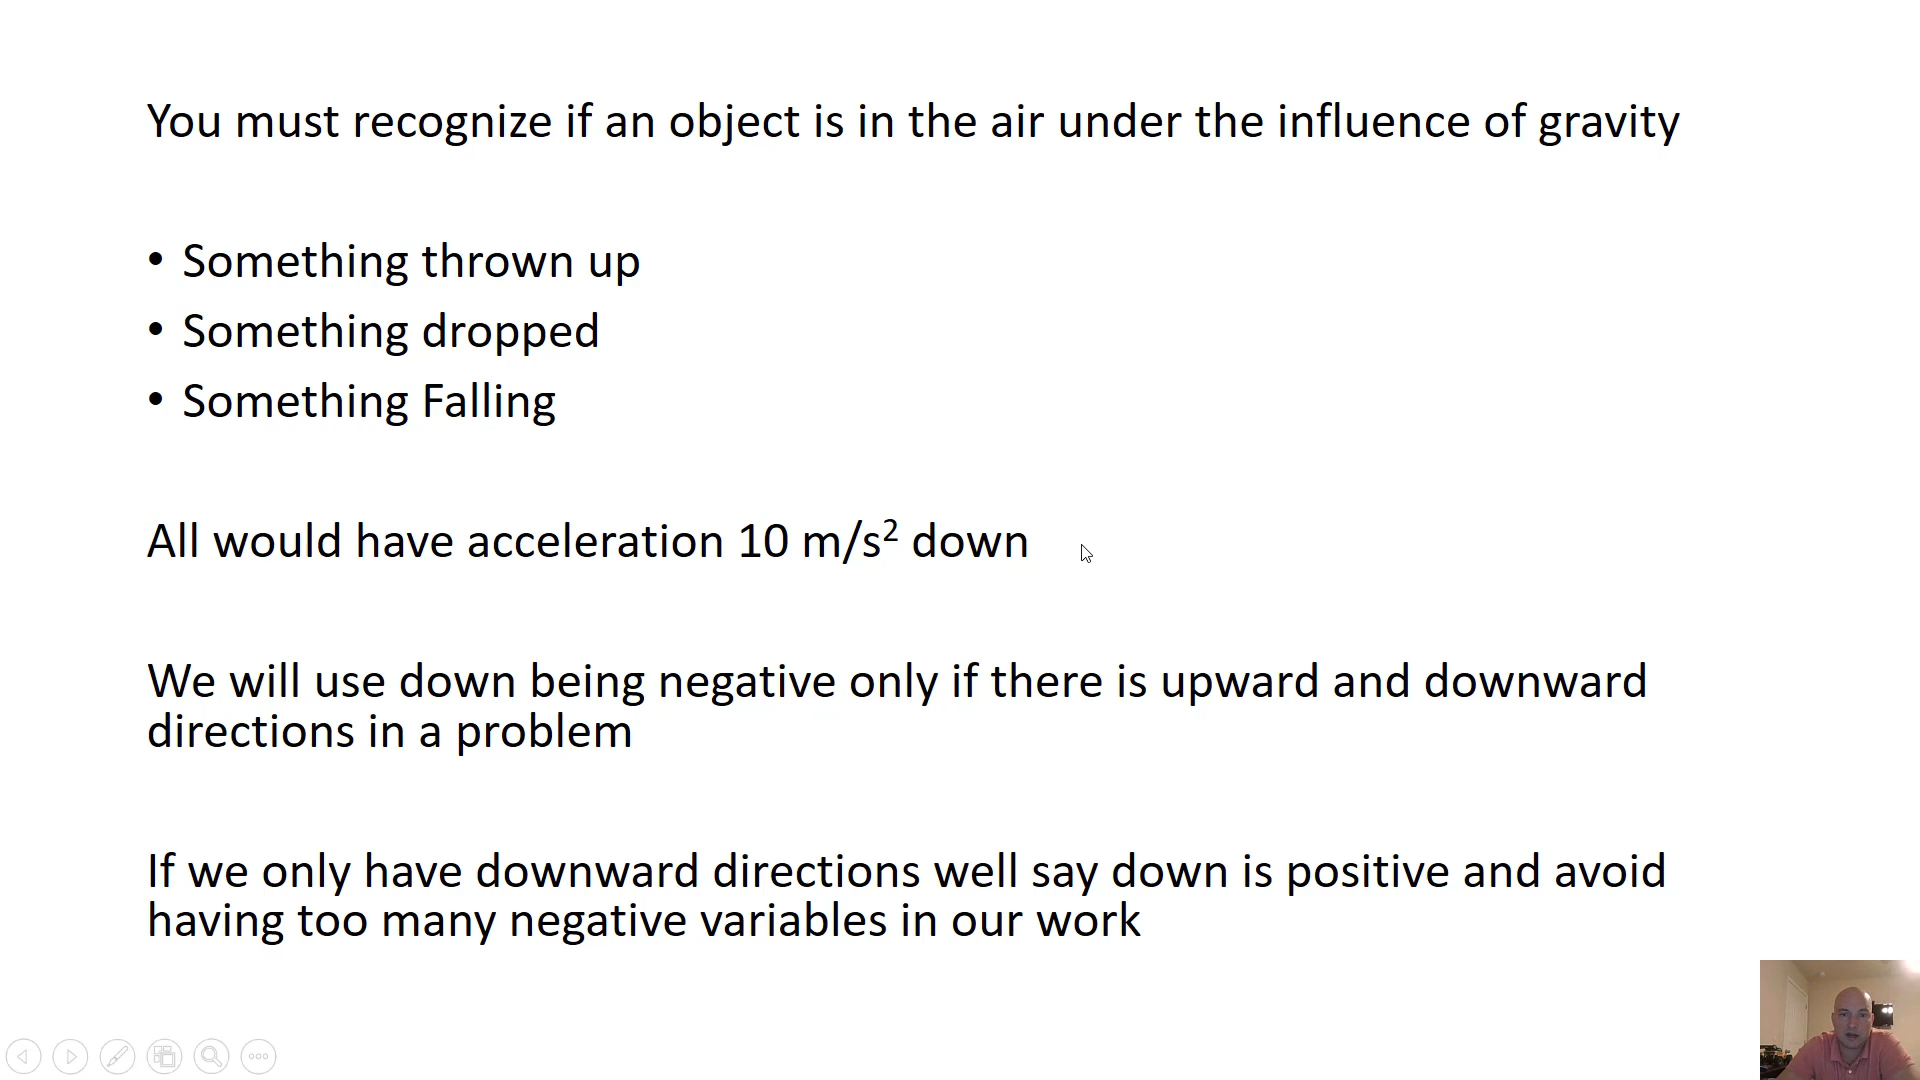 You must recognize if an object is in the air under the influence of gravity
• Something thrown up
• Something dropped
• Something Falling
All would have acceleration 10 m/s² down
We will use down being negative only if there is upward and downward
directions in a problem
If we only have downward directions well say down is positive and avoid
having too many negative variables in our work